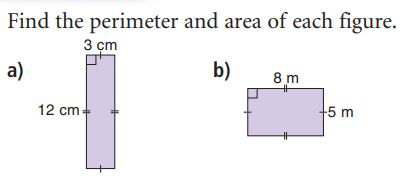 Find the perimeter and area of each figure.
a)
3 cm
12 cm
b)
8 m
5 m